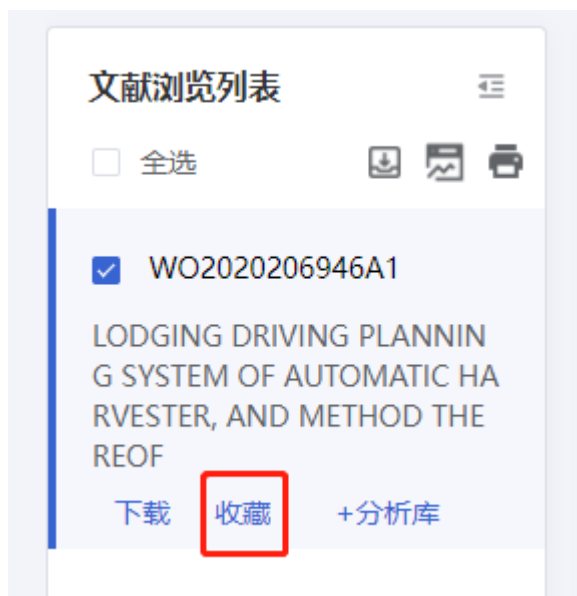 文献浏览列表
全选
WO2020206946A1
LODGING DRIVING PLANNIN
G SYSTEM OF AUTOMATIC HA
RVESTER, AND METHOD THE
REOF
下载 收藏 +分析库